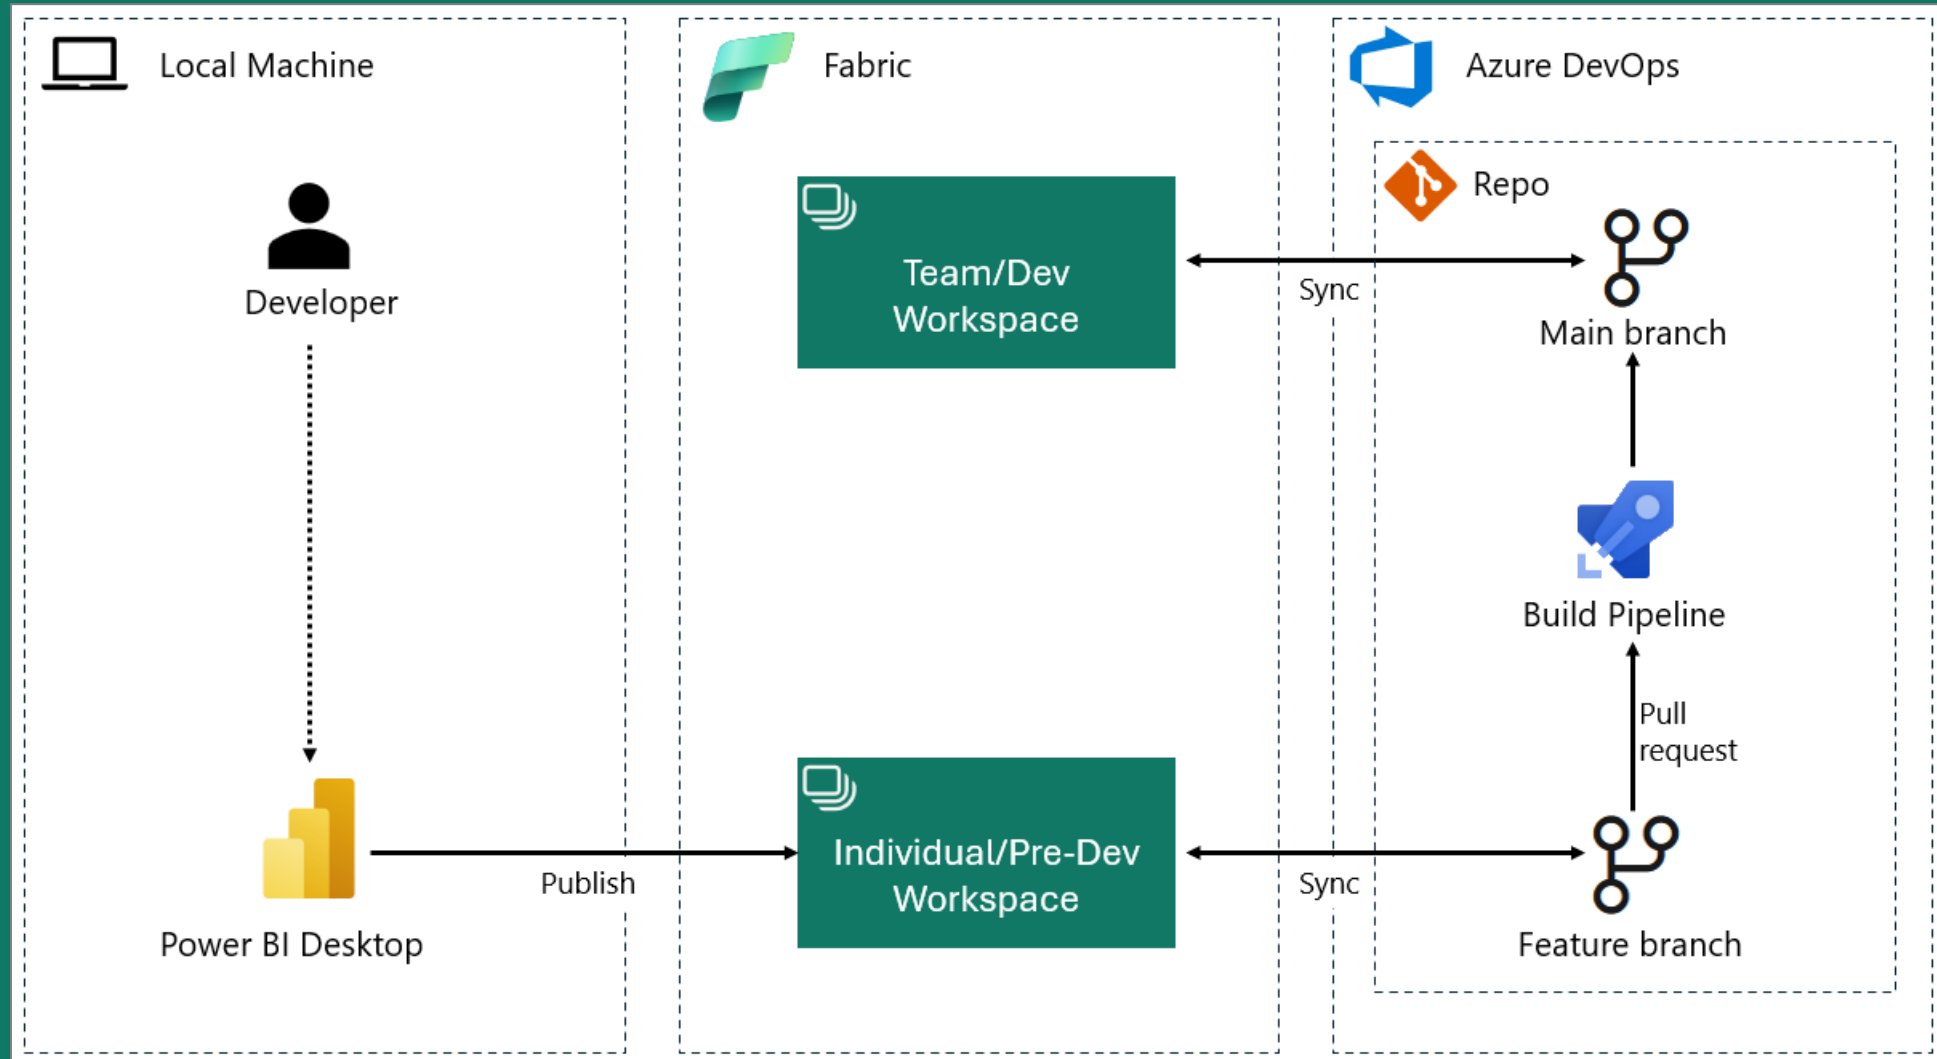 Local Machine
Developer
Power BI Desktop
Publish
Fabric
Team/Dev
Workspace
Individual/Pre-Dev
Workspace
Sync
Sync
Azure DevOps
Repo
Main branch
Build Pipeline
Pull
request
Feature branch